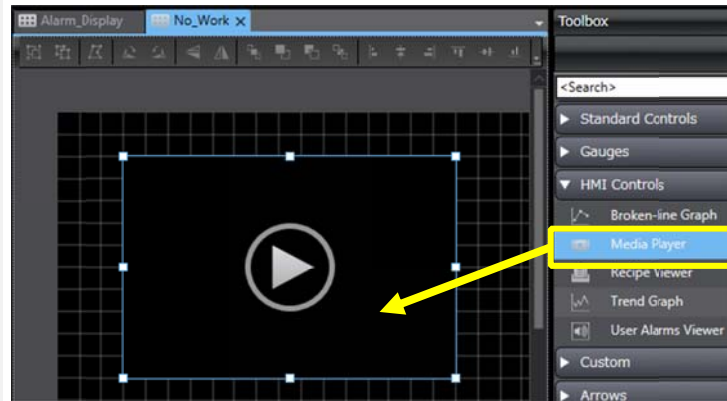 Alarm_Display
No_Work
Toolbox
<Search>
Standard Controls
Gauges
HMI Controls
Broken-line Graph
Media Player
Recipe Viewer
Trend Graph
User Alarms Viewer
Custom
Arrows